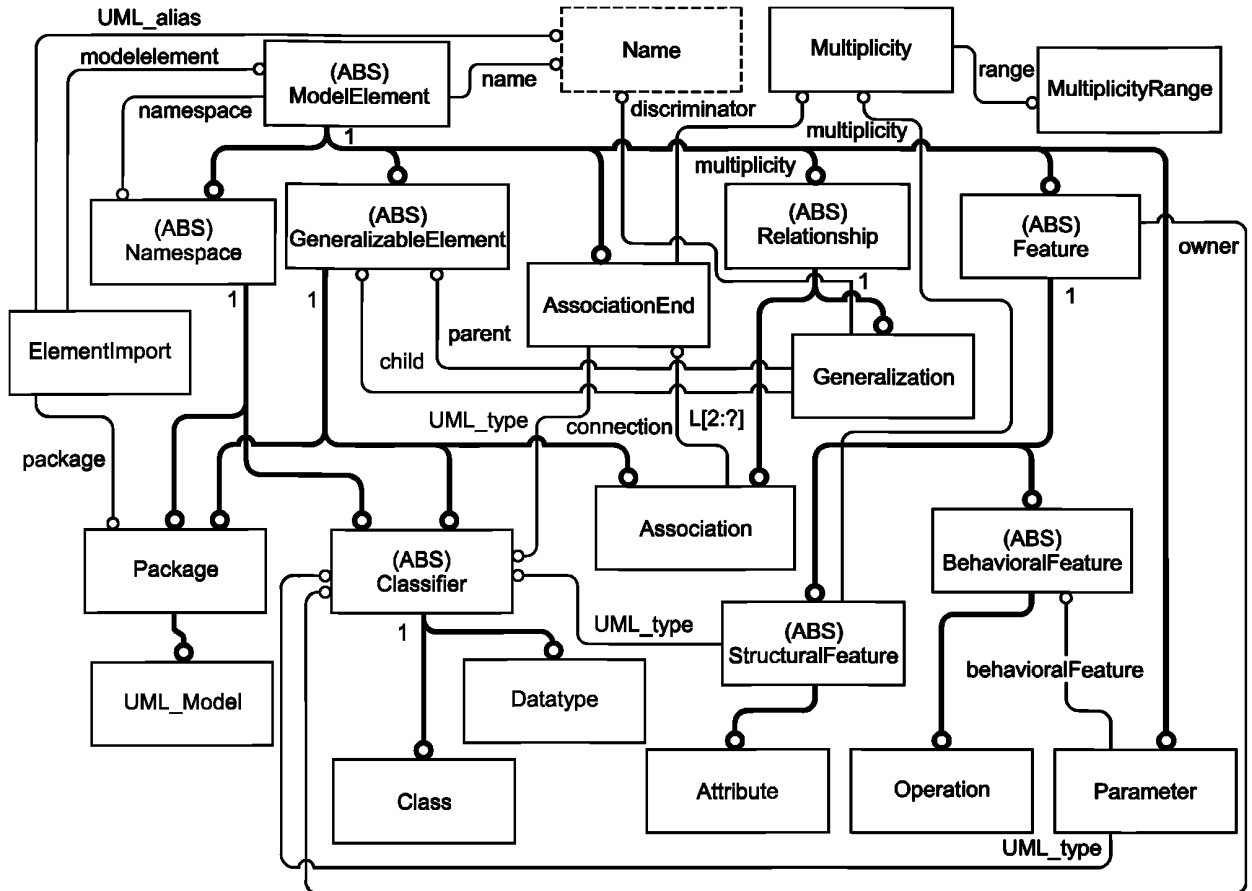 UML_alias
Name
Multiplicity
modelelement
(ABS)
ModelElement
name
range
MultiplicityRange
namespace
discriminator
1
multiplicity
multiplicity
(ABS)
Namespace
(ABS)
GeneralizableElement
(ABS)
Relationship
(ABS)
Feature
owner
1
1
AssociationEnd
1
1
ElementImport
parent
child
Generalization
UML_type
connection
L[2:?]
package
Association
Package
(ABS)
Classifier
(ABS)
BehavioralFeature
1
UML_type
(ABS)
StructuralFeature
behavioralFeature
UML_Model
Datatype
Class
Attribute
Operation
Parameter
UML_type